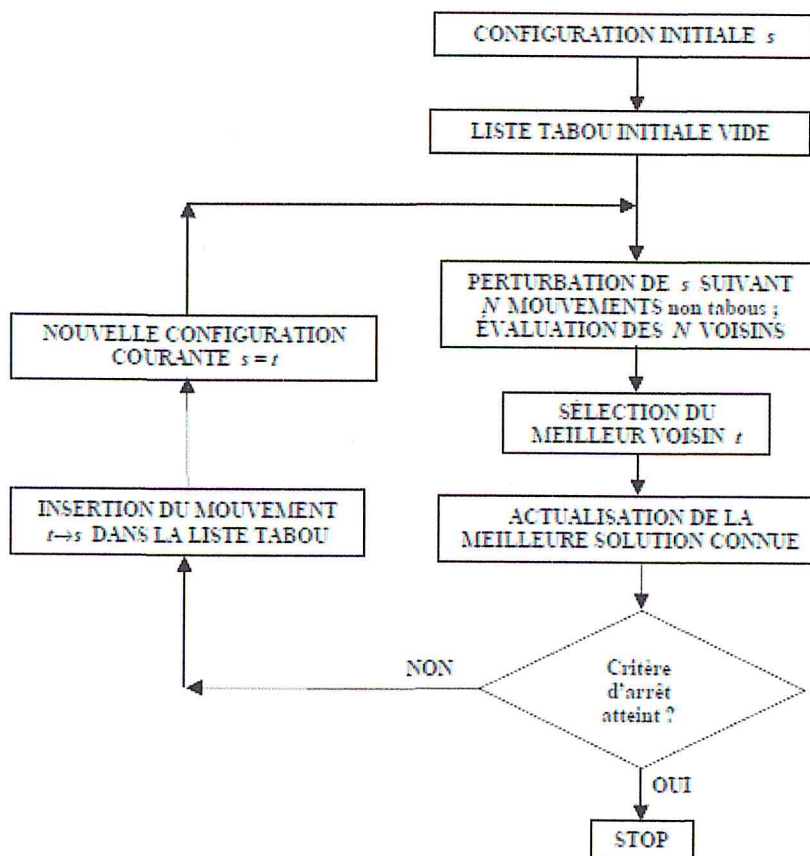 CONFIGURATION INITIALE s
LISTE TABOU INITIALE VIDE
PERTURBATION DE s SUIVANT
N MOUVEMENTS non tabous ;
ÉVALUATION DES N VOISINS
SÉLECTION DU
MEILLEUR VOISIN t
ACTUALISATION DE LA
MEILLEURE SOLUTION CONNUE
Critère
d'arrêt
atteint ?
NON
INSERTION DU MOUVEMENT
t→s DANS LA LISTE TABOU
NOUVELLE CONFIGURATION
COURANTE s = t
OUI
STOP